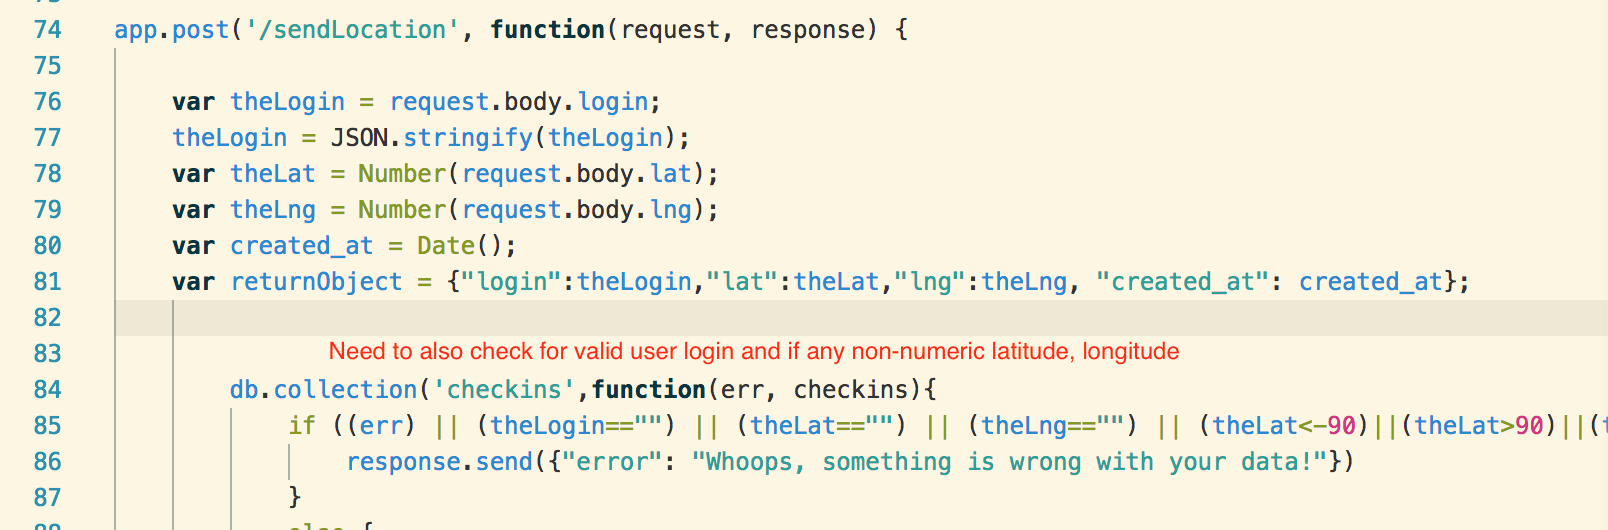 74 app.post('/sendLocation', function(request, response) {
75
76 var theLogin = request.body.login;
77 theLogin = JSON.stringify(theLogin);
78 var theLat = Number(request.body.lat);
79 var theLng = Number(request.body.lng);
80 var created_at = Date();
81 var returnObject = {"login":theLogin,"lat":theLat,"lng":theLng, "created_at": created_at};
82
83 Need to also check for valid user login and if any non-numeric latitude, longitude
84 db.collection('checkins',function(err, checkins){
85 if ((err) || (theLogin=="") || (theLat=="") || (theLng=="") || (theLat<-90)||(theLat>90)||(
86 response.send({"error": "Whoops, something is wrong with your data!"})
87 }